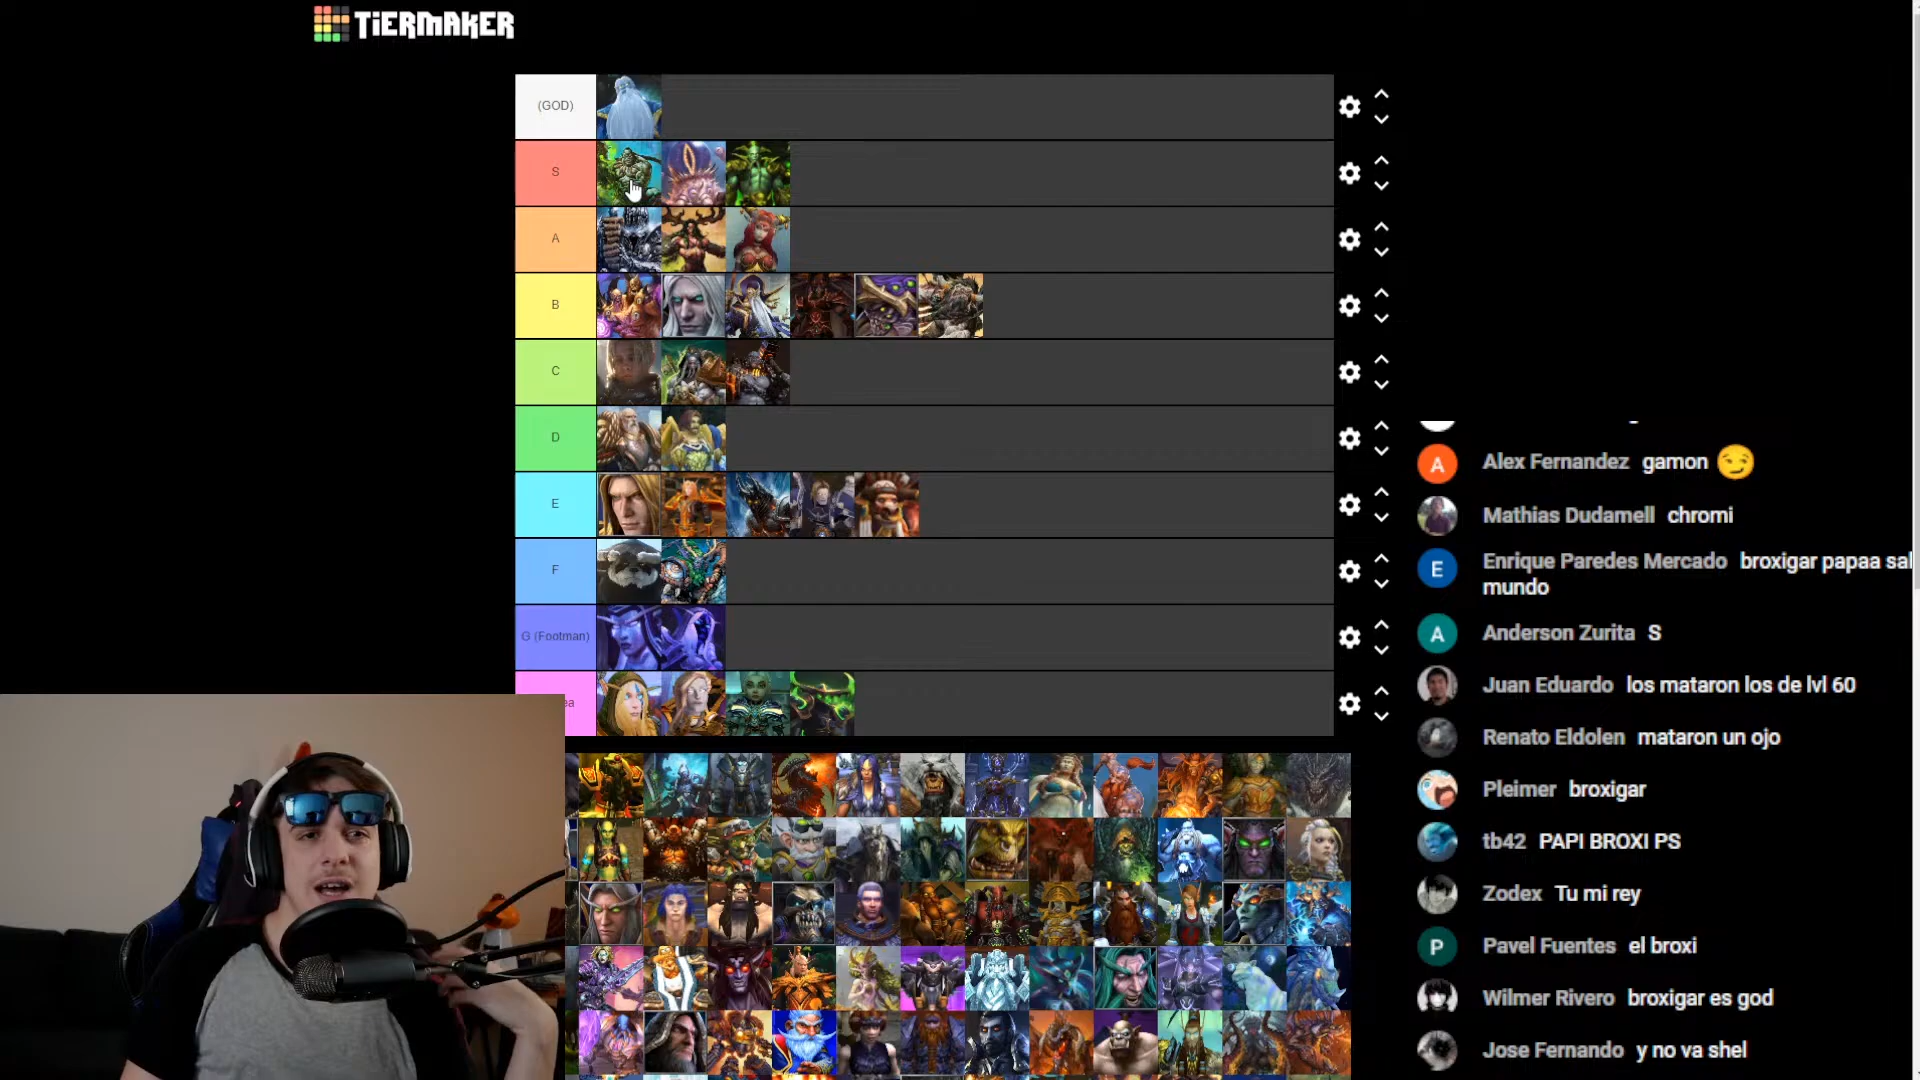 TiERMAKER
(GOD)
S
A
B
C
D
E
F
G (Footman)
ea
A Alex Fernandez gamon 😏
Mathias Dudamell chromi
E Enrique Paredes Mercado broxigar papaa sal
mundo
A Anderson Zurita S
Juan Eduardo los mataron los de lvl 60
Renato Eldolen mataron un ojo
Pleimer broxigar
tb42 PAPI BROXI PS
Zodex Tu mi rey
P Pavel Fuentes el broxi
Wilmer Rivero broxigar es god
Jose Fernando y no va shel